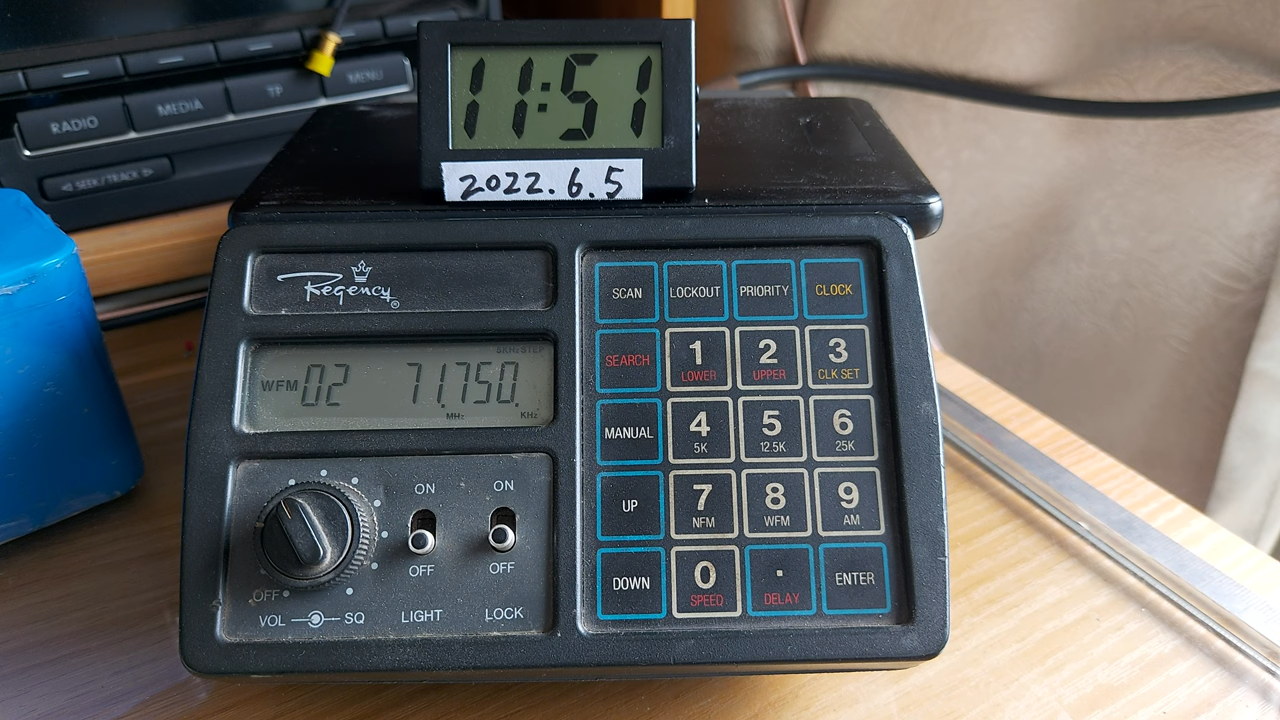 11:51
2022.6.5
RADIO
MEDIA
TP
MENU
SEEK / TRACK
Regency®
5KHz STEP
WFM 02 71.750
MHz
KHz
ON
ON
OFF
OFF
OFF
VOL
SQ
LIGHT
LOCK
SCAN
LOCKOUT
PRIORITY
CLOCK
SEARCH
1
LOWER
2
UPPER
3
CLK SET
MANUAL
4
5K
5
12.5K
6
25K
UP
7
NFM
8
WFM
9
AM
DOWN
0
SPEED
.
DELAY
ENTER